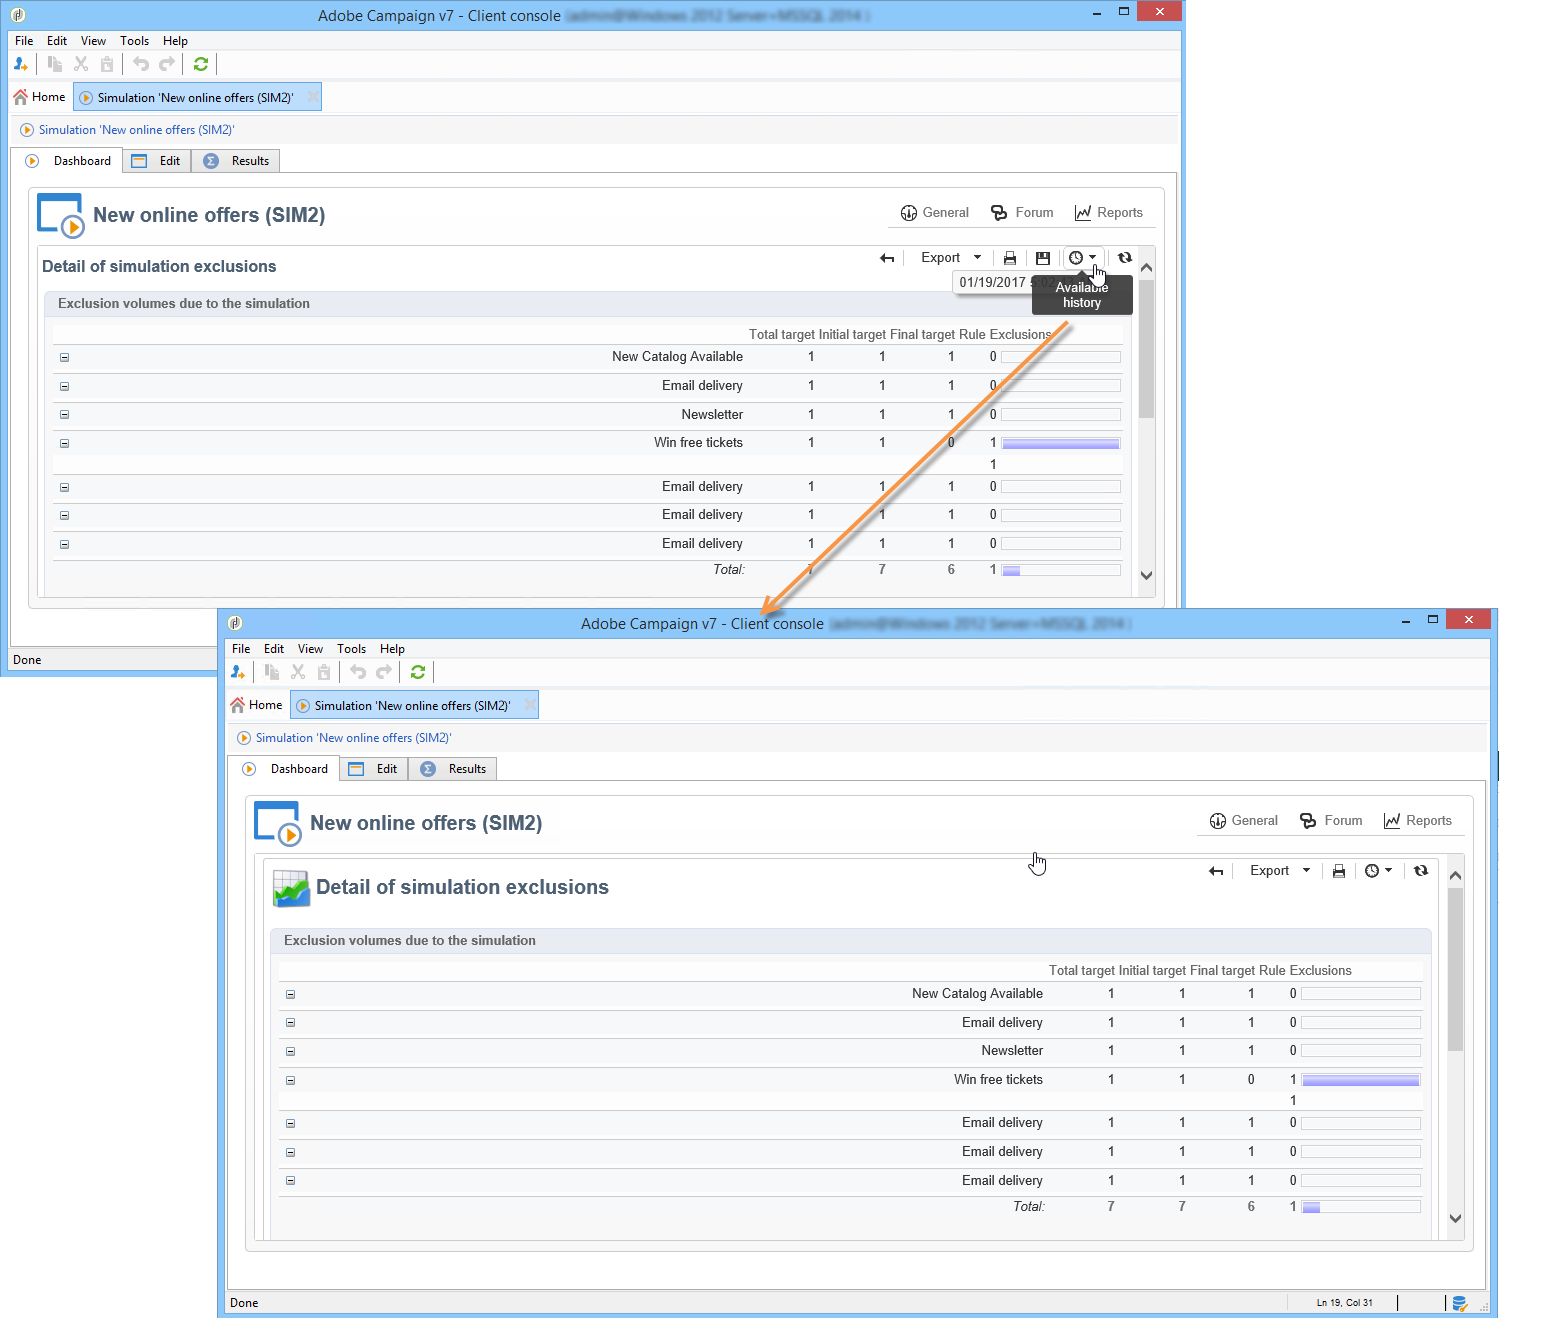 Adobe Campaign v7 - Client console
File Edit View Tools Help
Home Simulation 'New online offers (SIM2)'
Simulation 'New online offers (SIM2)'
Dashboard Edit Results
New online offers (SIM2) General Forum Reports
Export
Detail of simulation exclusions
01/19/2017
Available
history
Exclusion volumes due to the simulation
Total target Initial target Final target Rule Exclusions
New Catalog Available 1 1 1 0
Email delivery 1 1 1 0
Newsletter 1 1 1 0
Win free tickets 1 1 0 1
1
Email delivery 1 1 1 0
Email delivery 1 1 1 0
Email delivery 1 1 1 0
Total: 7 7 6 1
Done
Adobe Campaign v7 - Client console
File Edit View Tools Help
Home Simulation 'New online offers (SIM2)'
Simulation 'New online offers (SIM2)'
Dashboard Edit Results
New online offers (SIM2) General Forum Reports
Export
Detail of simulation exclusions
Exclusion volumes due to the simulation
Total target Initial target Final target Rule Exclusions
New Catalog Available 1 1 1 0
Email delivery 1 1 1 0
Newsletter 1 1 1 0
Win free tickets 1 1 0 1
1
Email delivery 1 1 1 0
Email delivery 1 1 1 0
Email delivery 1 1 1 0
Total: 7 7 6 1
Done Ln 19, Col 31